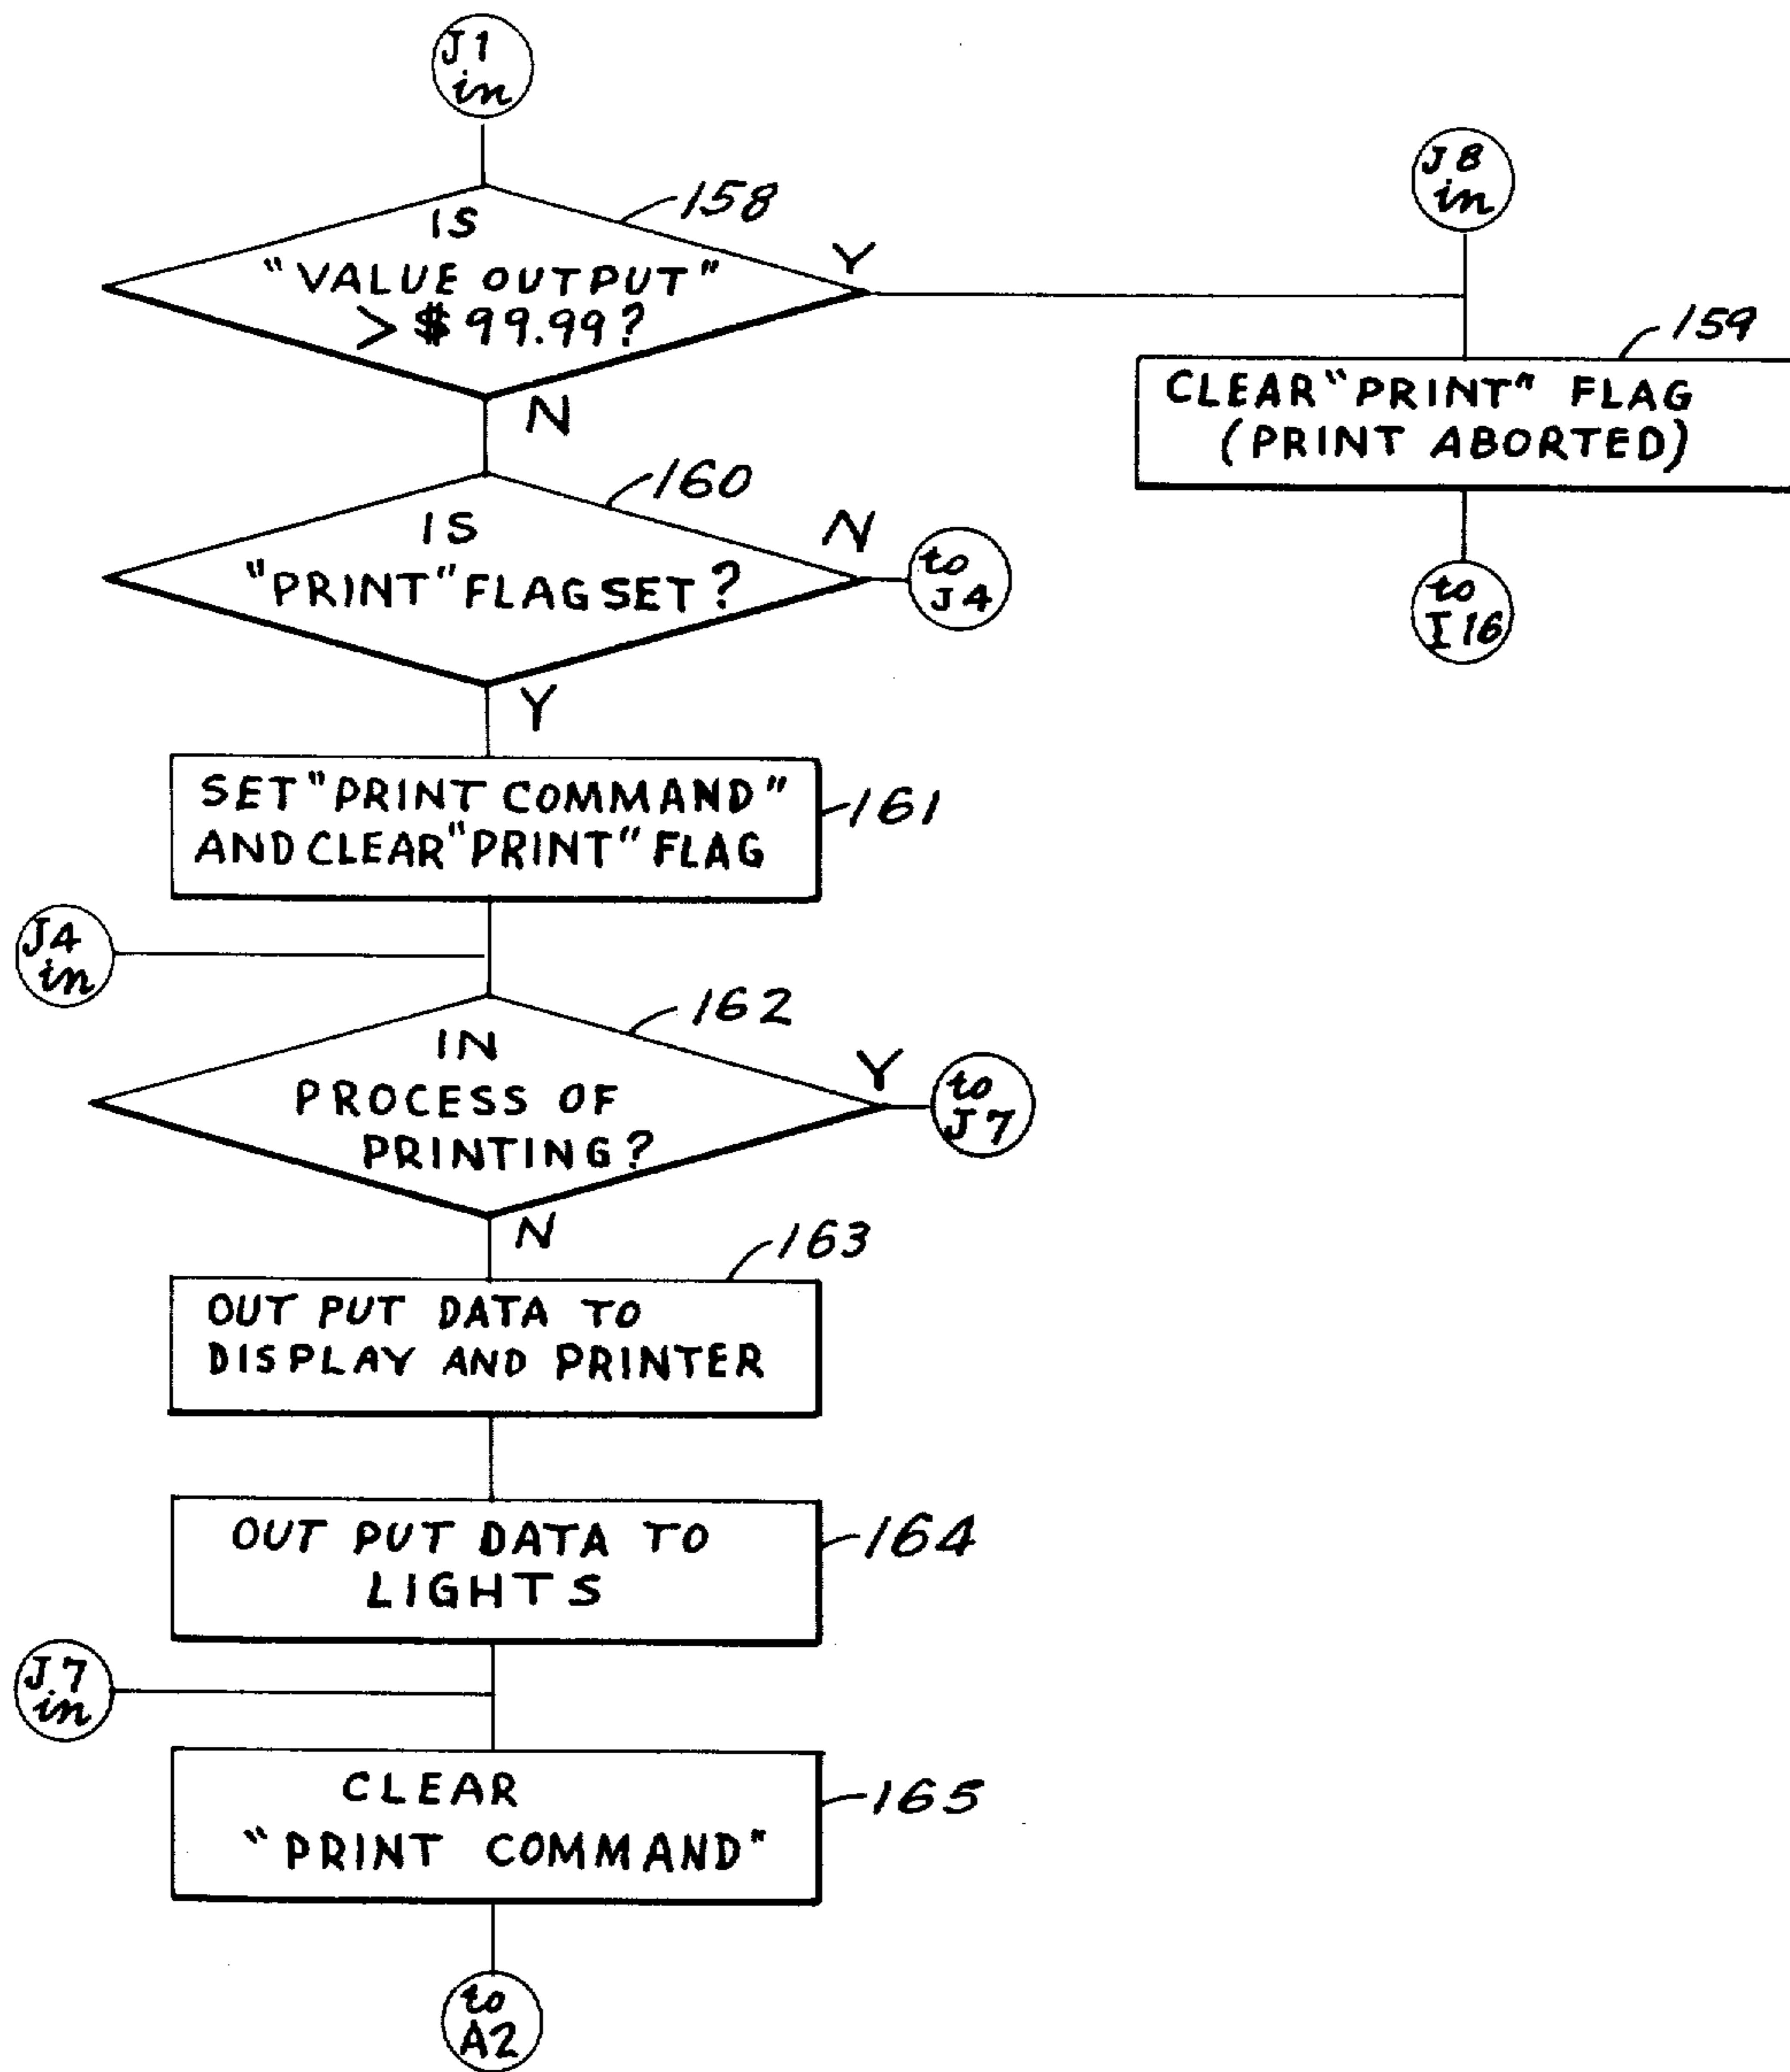 J1
in
158
IS
"VALUE OUTPUT"
> $99.99?
Y
N
J8
in
159
CLEAR "PRINT" FLAG
(PRINT ABORTED)
to
I16
160
IS
"PRINT" FLAG SET?
N
to
J4
Y
SET "PRINT COMMAND"
AND CLEAR "PRINT" FLAG
161
J4
in
162
IN
PROCESS OF
PRINTING?
Y
to
J7
N
163
OUT PUT DATA TO
DISPLAY AND PRINTER
OUT PUT DATA TO
LIGHTS
164
J7
in
CLEAR
"PRINT COMMAND"
165
to
A2